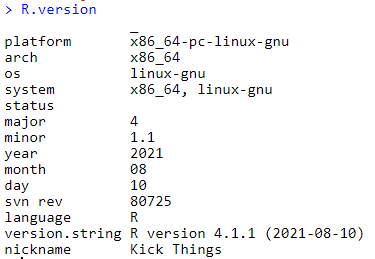 > R.version
_
platform x86_64-pc-linux-gnu
arch x86_64
os linux-gnu
system x86_64, linux-gnu
status
major 4
minor 1.1
year 2021
month 08
day 10
svn rev 80725
language R
version.string R version 4.1.1 (2021-08-10)
nickname Kick Things